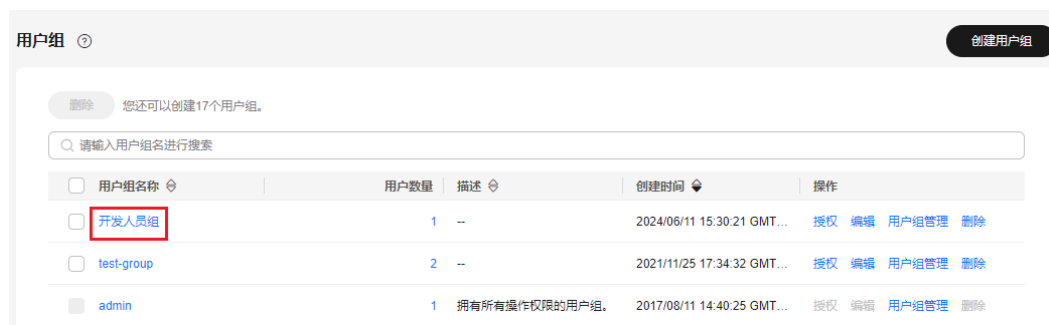 用户组
创建用户组
删除 您还可以创建17个用户组。
请输入用户组名进行搜索
用户组名称 用户数量 描述 创建时间 操作
开发人员组 1 -- 2024/06/11 15:30:21 GMT... 授权 编辑 用户组管理 删除
test-group 2 -- 2021/11/25 17:34:32 GMT... 授权 编辑 用户组管理 删除
admin 1 拥有所有操作权限的用户组。 2017/08/11 14:40:25 GMT... 授权 编辑 用户组管理 删除